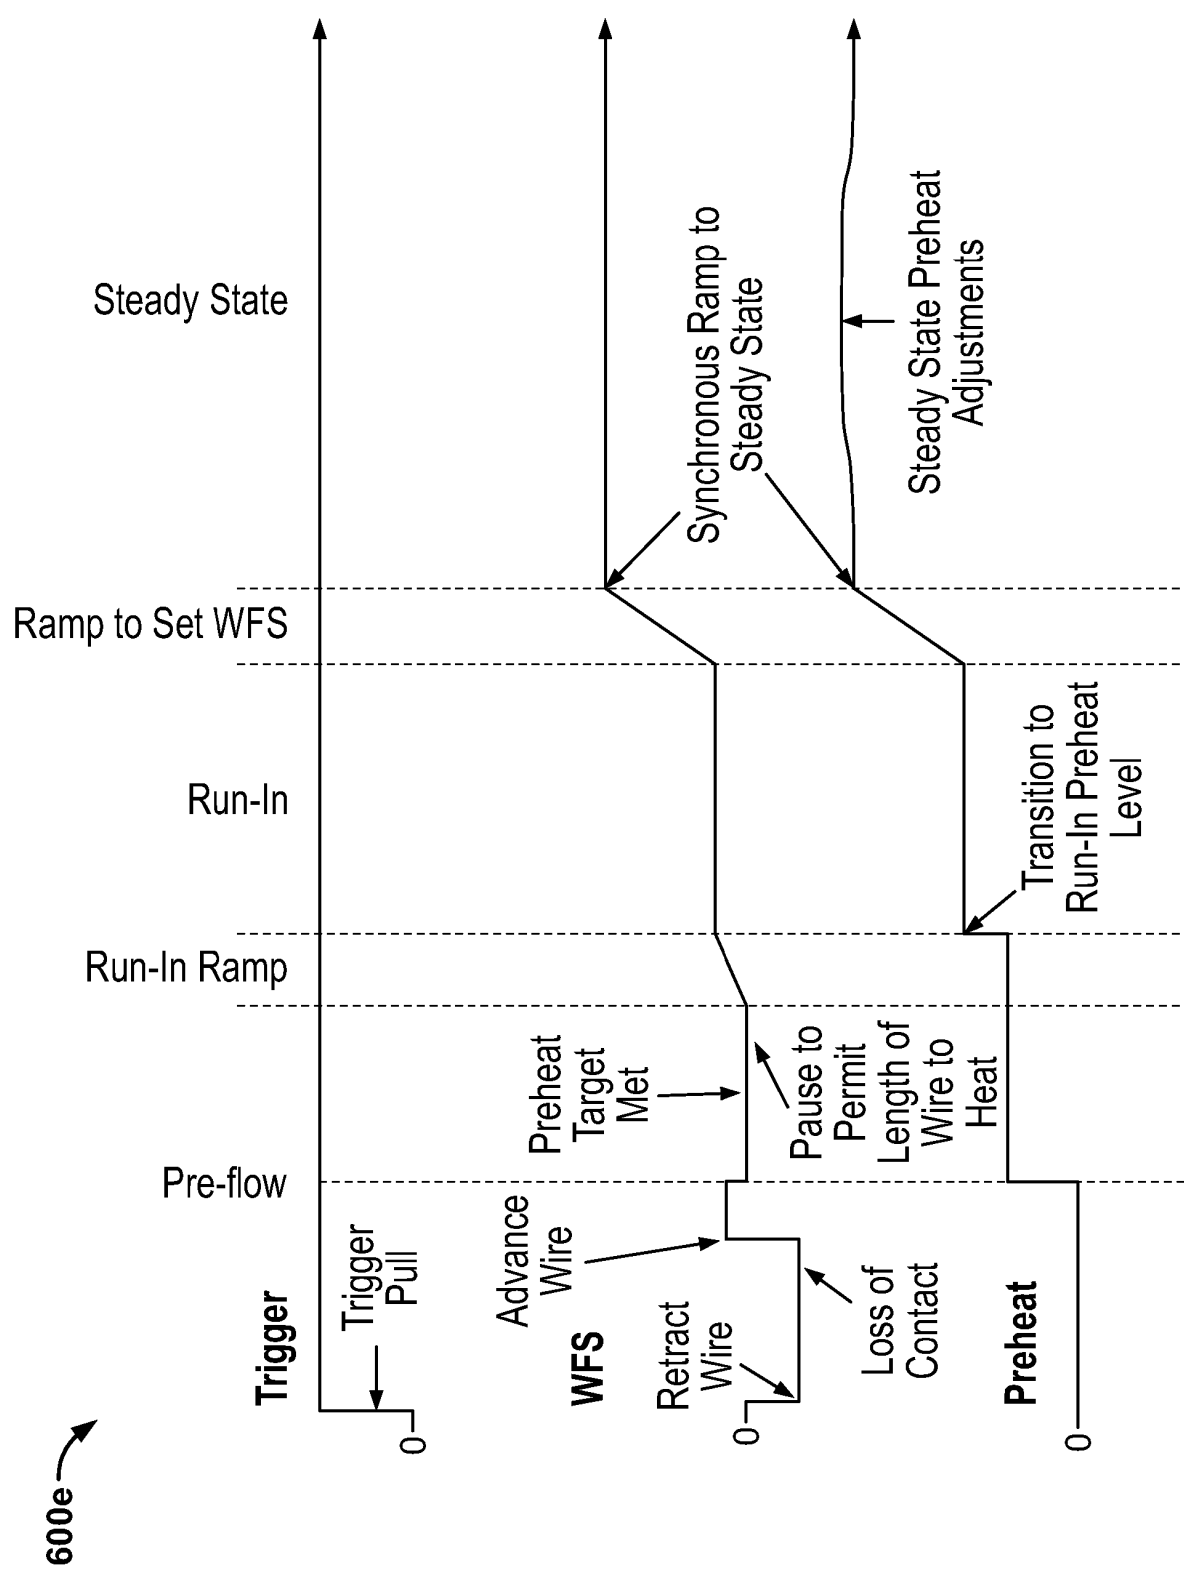 600e
Pre-flow
Run-In Ramp
Run-In
Ramp to Set WFS
Steady State
Trigger
Trigger
Pull
0
WFS
Advance
Wire
Preheat
Target
Met
Retract
Wire
0
Loss of
Contact
Pause to
Permit
Length of
Wire to
Heat
Synchronous Ramp to
Steady State
Preheat
0
Transition to
Run-In Preheat
Level
Steady State Preheat
Adjustments